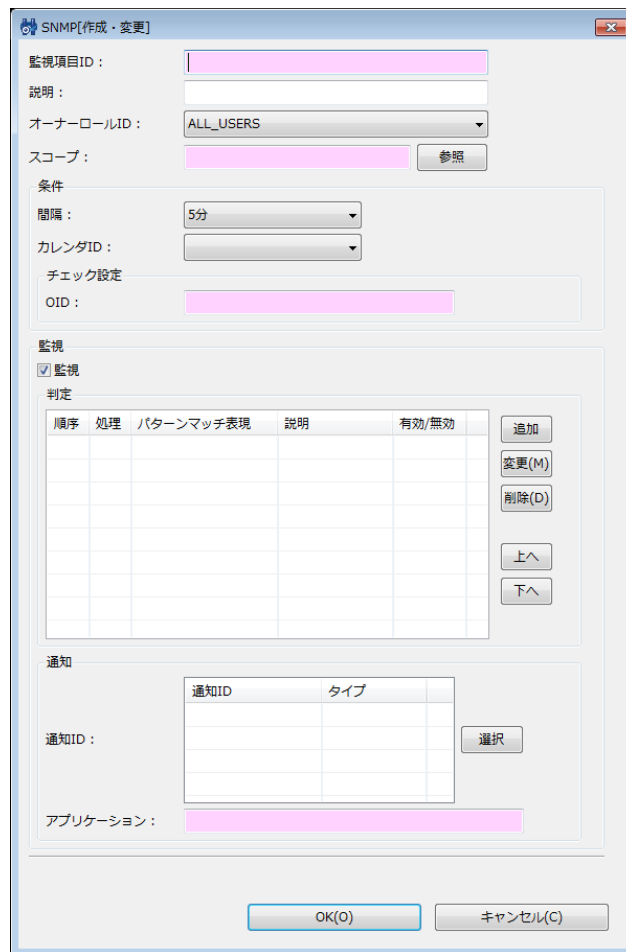 SNMP[作成・変更]
監視項目ID：
説明：
オーナーロールID： ALL_USERS
スコープ： 参照
条件
間隔： 5分
カレンダID：
チェック設定
OID：
監視
監視
判定
順序 処理 パターンマッチ表現 説明 有効/無効
追加
変更(M)
削除(D)
上へ
下へ
通知
通知ID タイプ
通知ID： 選択
アプリケーション：
OK(O) キャンセル(C)